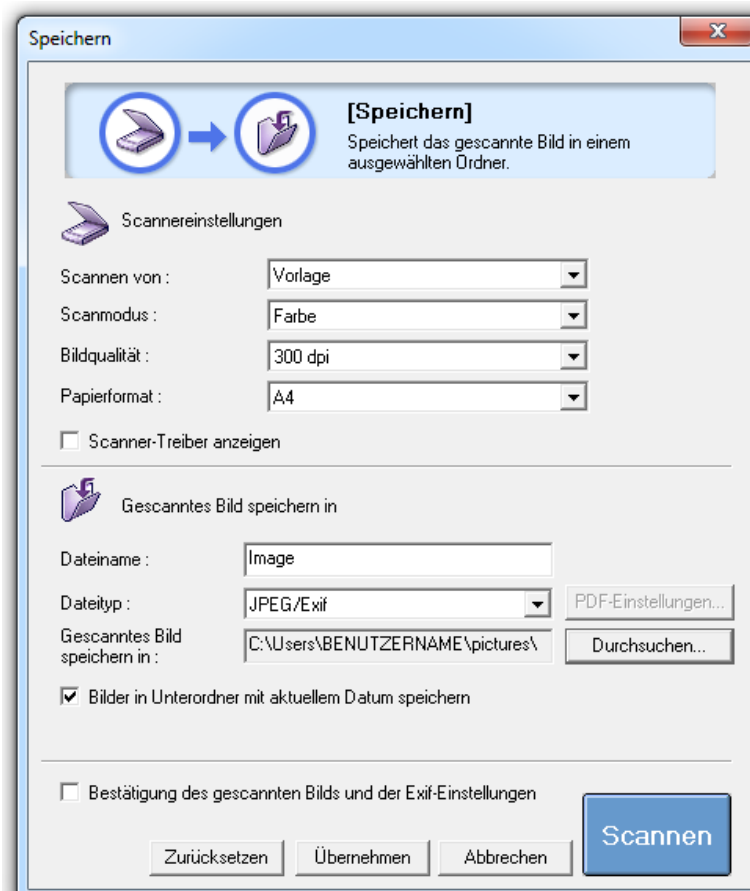 Speichern
[Speichern]
Speichert das gescannte Bild in einem
ausgewählten Ordner.
Scannereinstellungen
Scannen von : Vorlage
Scanmodus : Farbe
Bildqualität : 300 dpi
Papierformat : A4
Scanner-Treiber anzeigen
Gescanntes Bild speichern in
Dateiname : Image
Dateityp : JPEG/Exif PDF-Einstellungen...
Gescanntes Bild
speichern in : C:\Users\BENUTZERNAME\pictures\ Durchsuchen...
Bilder in Unterordner mit aktuellem Datum speichern
Bestätigung des gescannten Bilds und der Exif-Einstellungen
Zurücksetzen Übernehmen Abbrechen Scannen